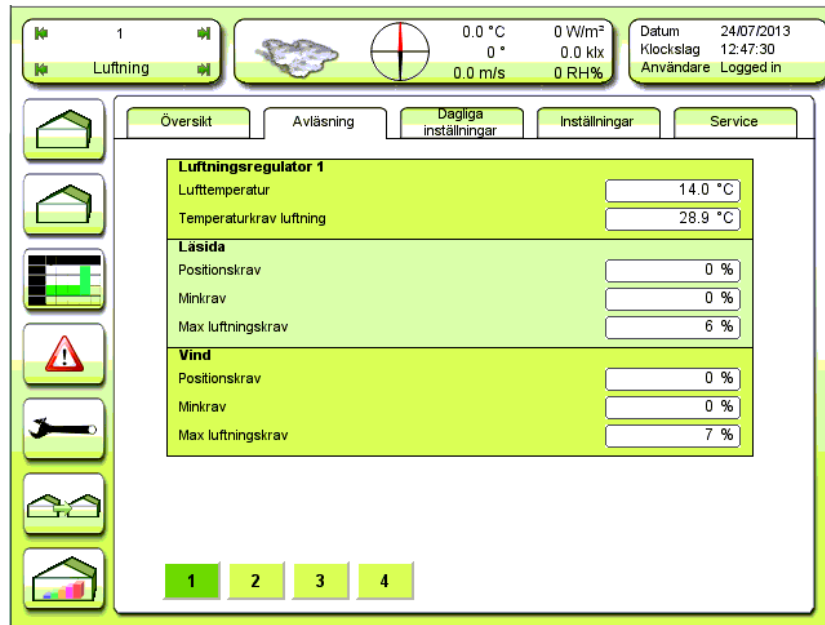 1
Luftning
0.0 °C 0 W/m²
0 ° 0.0 klx
0.0 m/s 0 RH%
Datum 24/07/2013
Klockslag 12:47:30
Användare Logged in
Översikt
Avläsning
Dagliga
inställningar
Inställningar
Service
Luftningsregulator 1
Lufttemperatur 14.0 °C
Temperaturkrav luftning 28.9 °C
Läsida
Positionskrav 0 %
Minkrav 0 %
Max luftningskrav 6 %
Vind
Positionskrav 0 %
Minkrav 0 %
Max luftningskrav 7 %
1 2 3 4